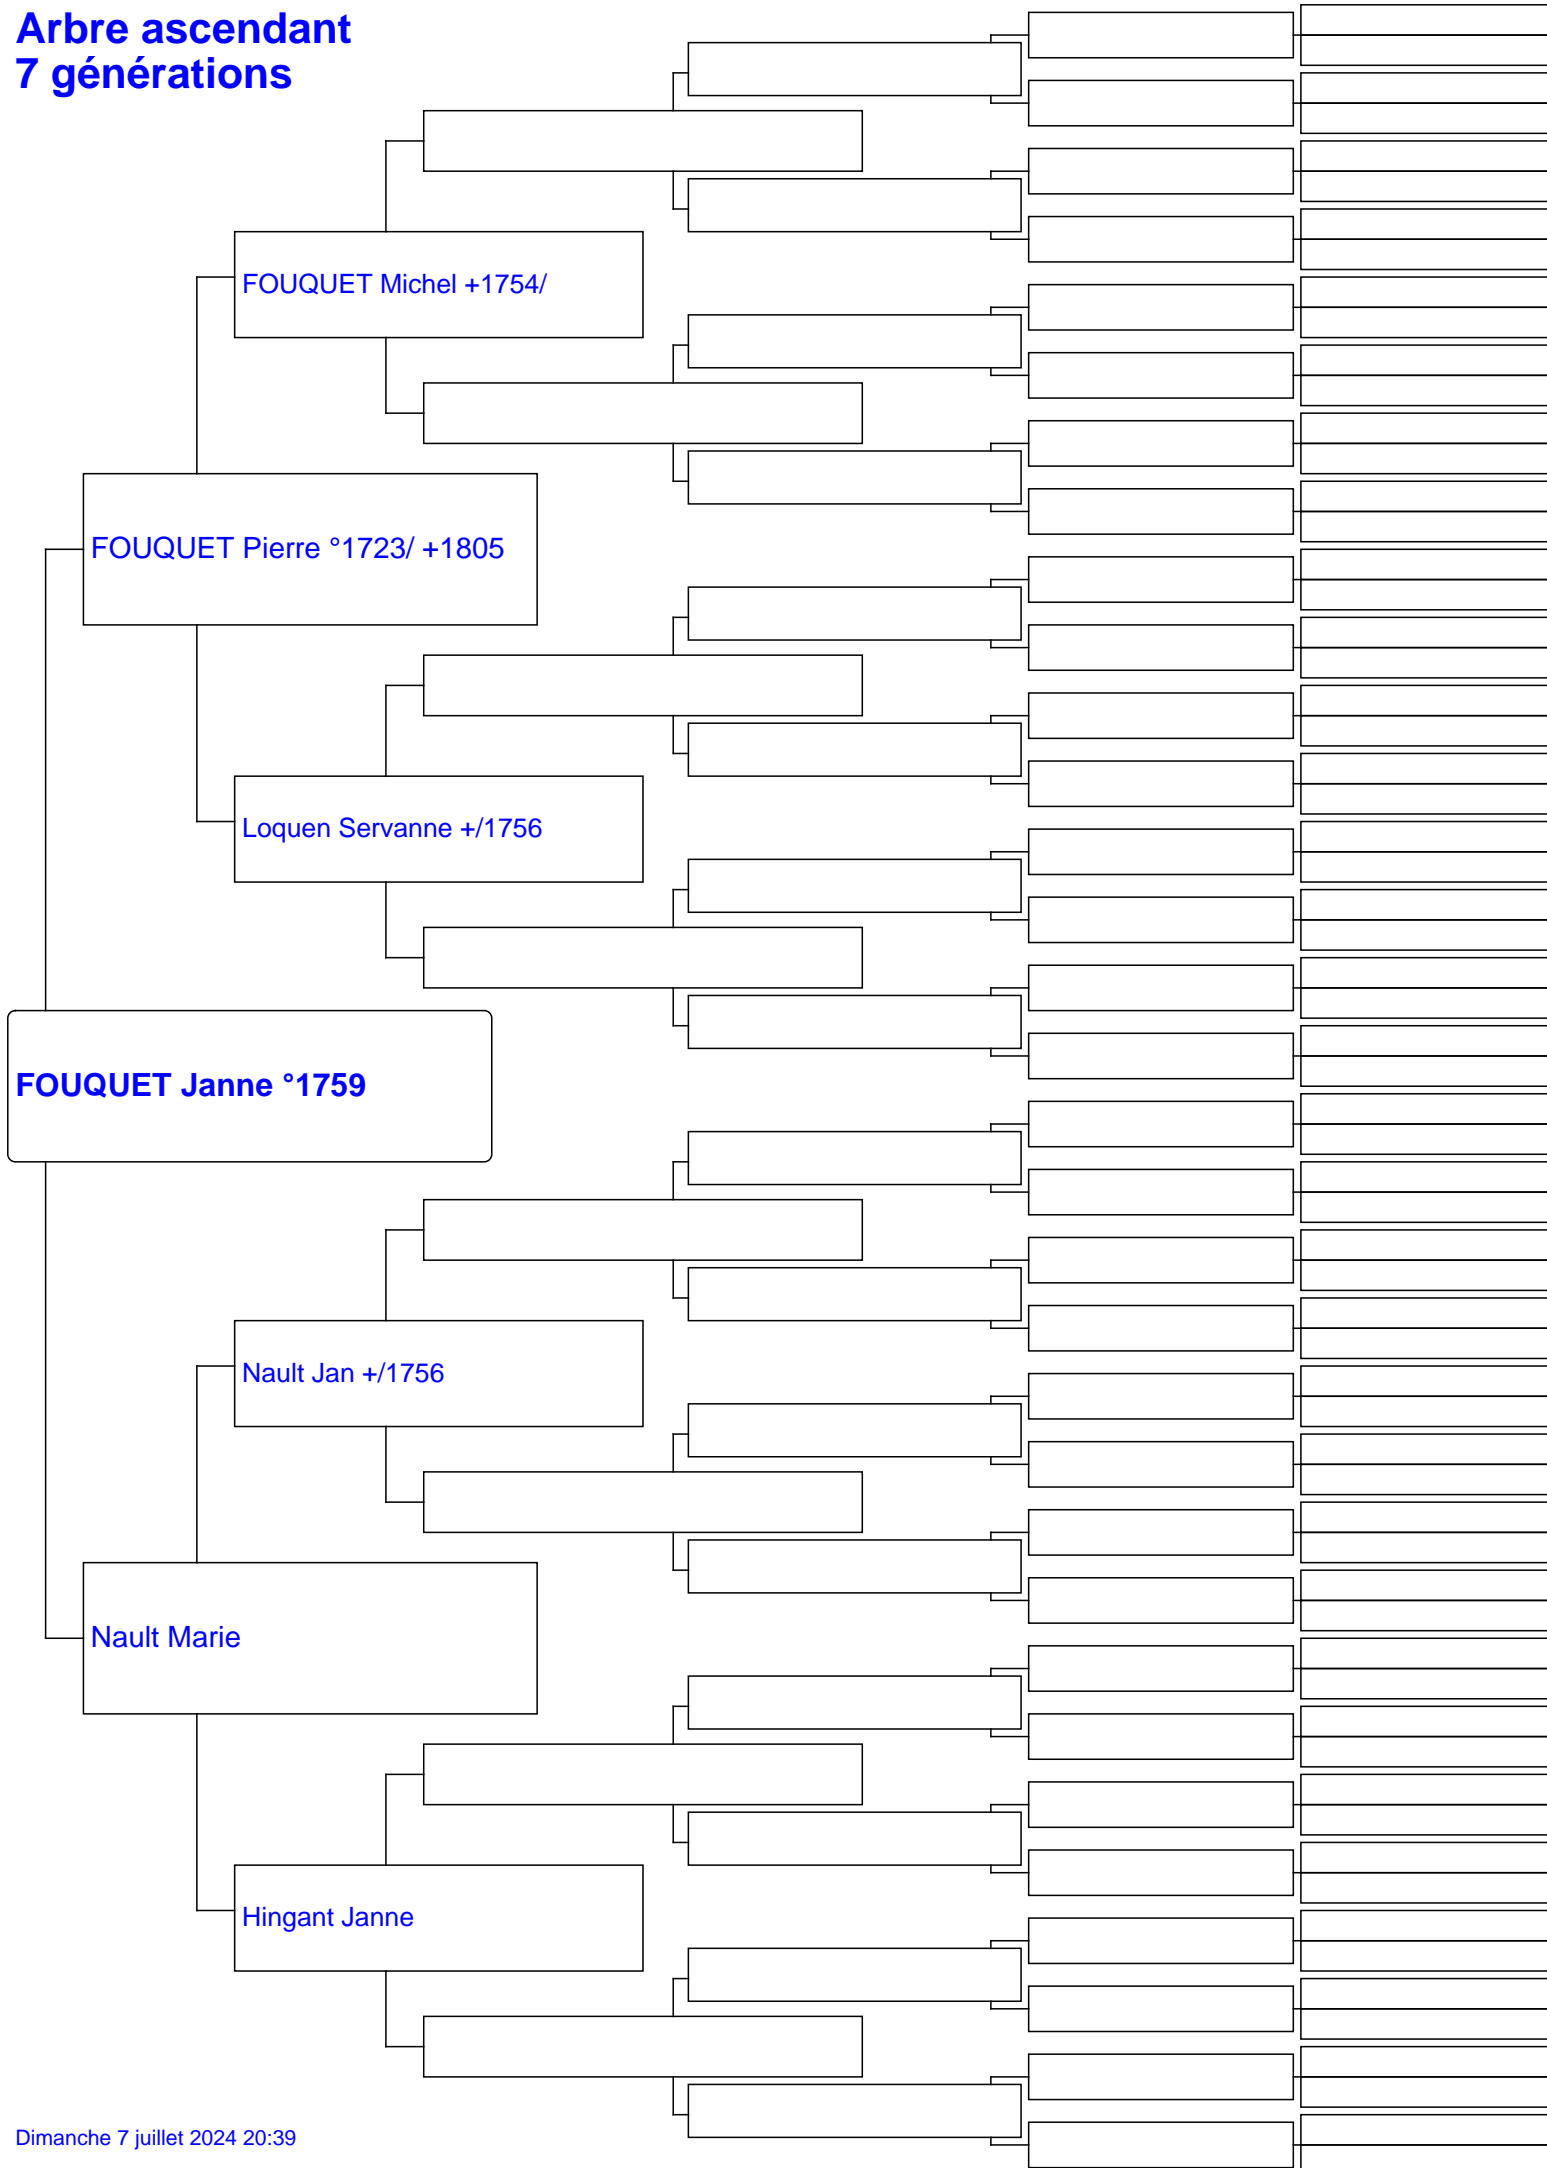 Arbre ascendant
7 générations
FOUQUET Michel +1754/
FOUQUET Pierre °1723/ +1805
Loquen Servanne +/1756
FOUQUET Janne °1759
Nault Jan +/1756
Nault Marie
Hingant Janne
Dimanche 7 juillet 2024 20:39